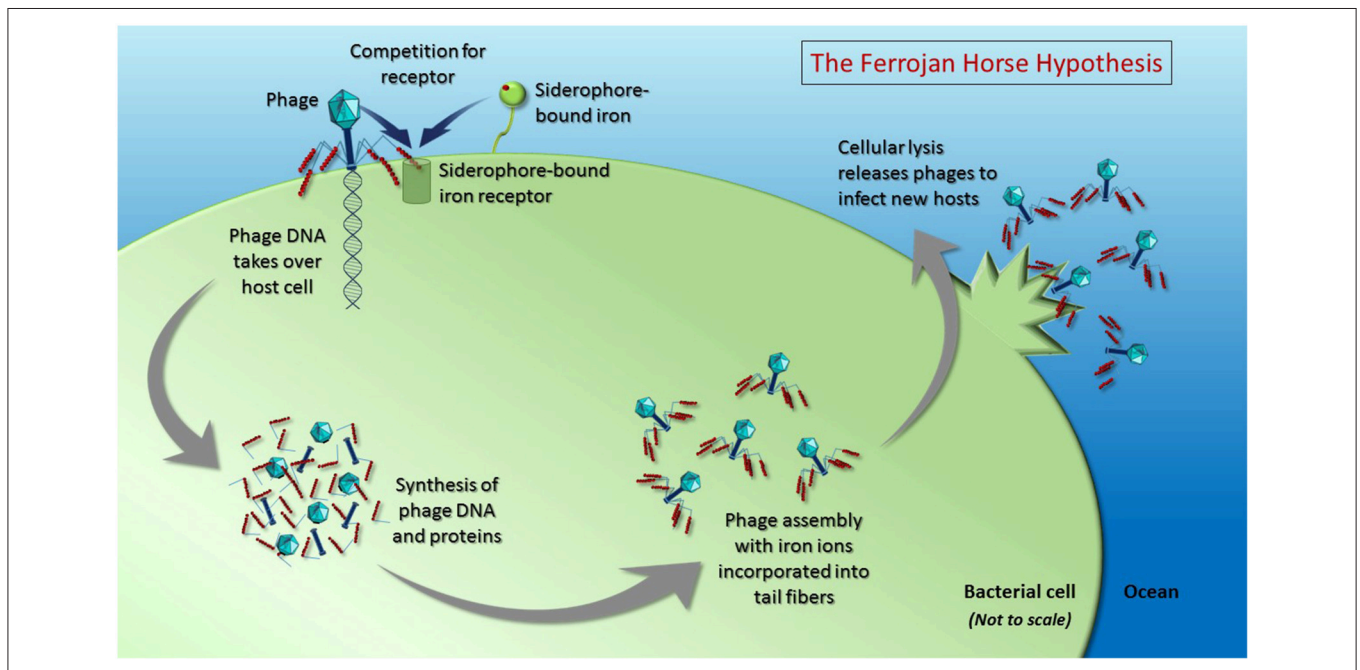 The Ferrojan Horse Hypothesis
Competition for
receptor
Phage
Siderophore-
bound iron
Siderophore-bound
iron receptor
Phage DNA
takes over
host cell
Synthesis of
phage DNA
and proteins
Phage assembly
with iron ions
incorporated into
tail fibers
Cellular lysis
releases phages to
infect new hosts
Bacterial cell
(Not to scale)
Ocean